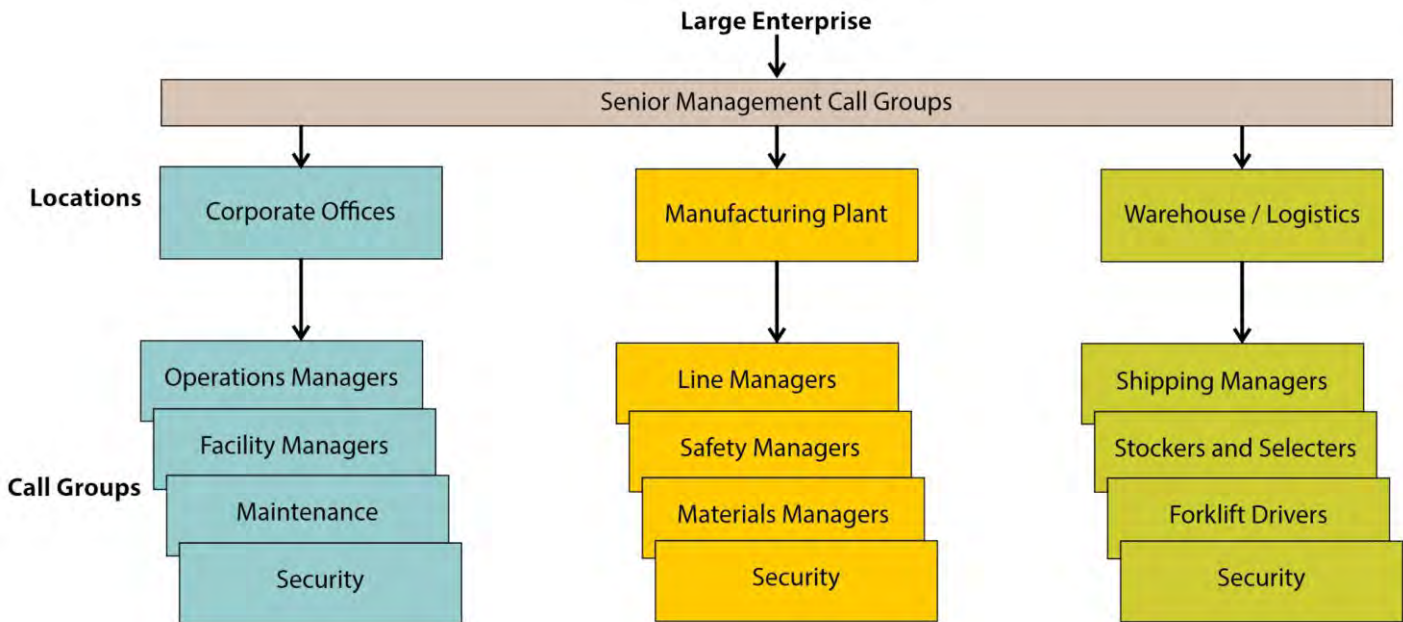 Large Enterprise
Senior Management Call Groups
Locations
Corporate Offices
Manufacturing Plant
Warehouse / Logistics
Call Groups
Operations Managers
Facility Managers
Maintenance
Security
Line Managers
Safety Managers
Materials Managers
Security
Shipping Managers
Stockers and Selecters
Forklift Drivers
Security